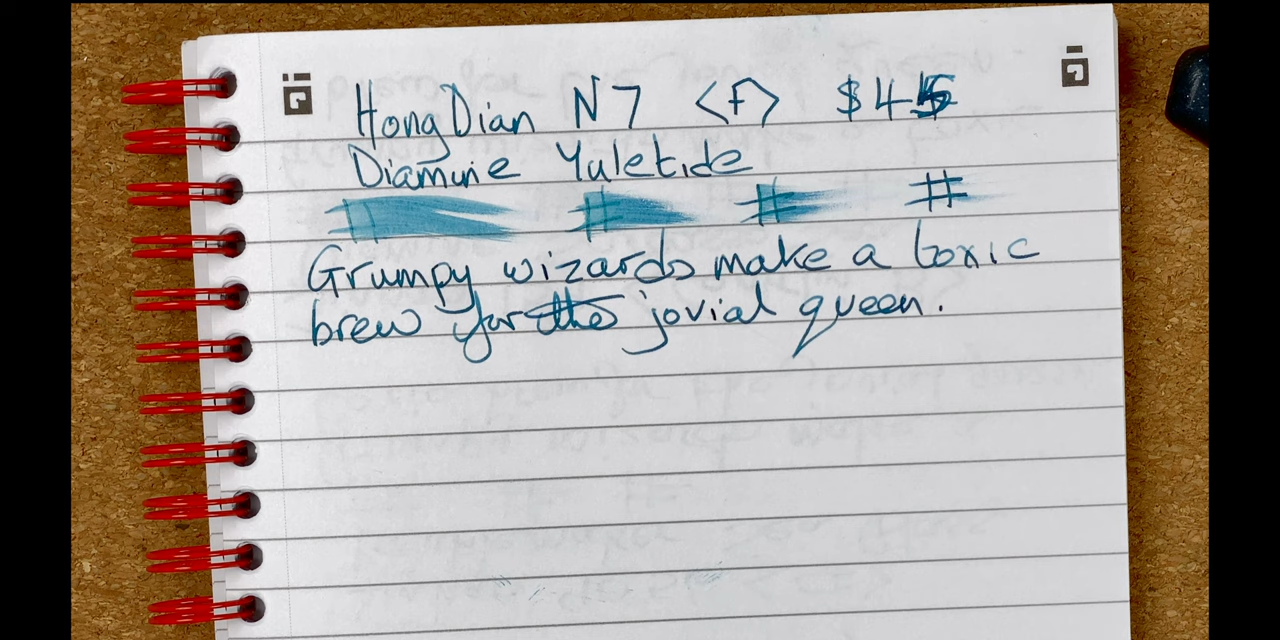 HongDian N7 <F> $45
Diamine Yuletide
# # #
Grumpy wizards make a toxic
brew for the jovial queen.